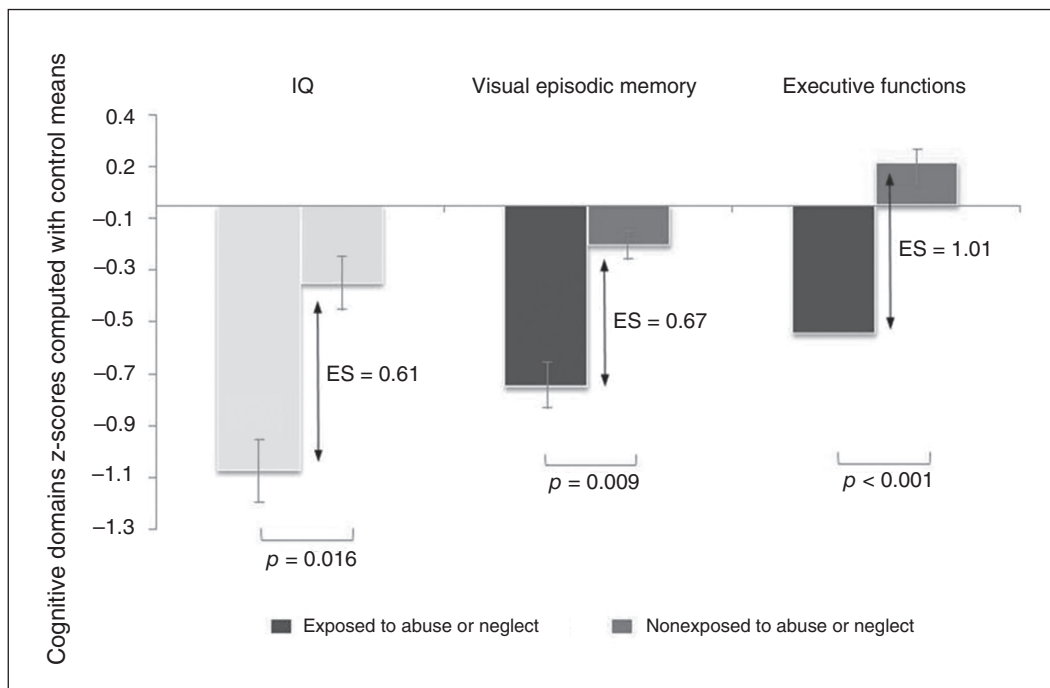 IQ
Visual episodic memory
Executive functions
Cognitive domains z-scores computed with control means
0.4
0.2
–0.1
–0.3
–0.5
–0.7
–0.9
–1.1
–1.3
ES = 0.61
ES = 0.67
ES = 1.01
p = 0.016
p = 0.009
p < 0.001
Exposed to abuse or neglect
Nonexposed to abuse or neglect